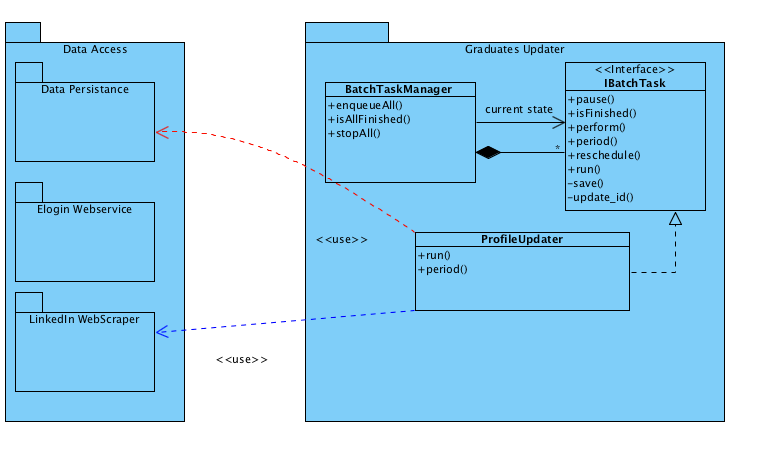 Data Access
Data Persistance
Elogin Webservice
LinkedIn WebScraper
<<use>>
<<use>>
Graduates Updater
BatchTaskManager
+enqueueAll()
+isAllFinished()
+stopAll()
current state
*
<<Interface>>
IBatchTask
+pause()
+isFinished()
+perform()
+period()
+reschedule()
+run()
-save()
-update_id()
ProfileUpdater
+run()
+period()